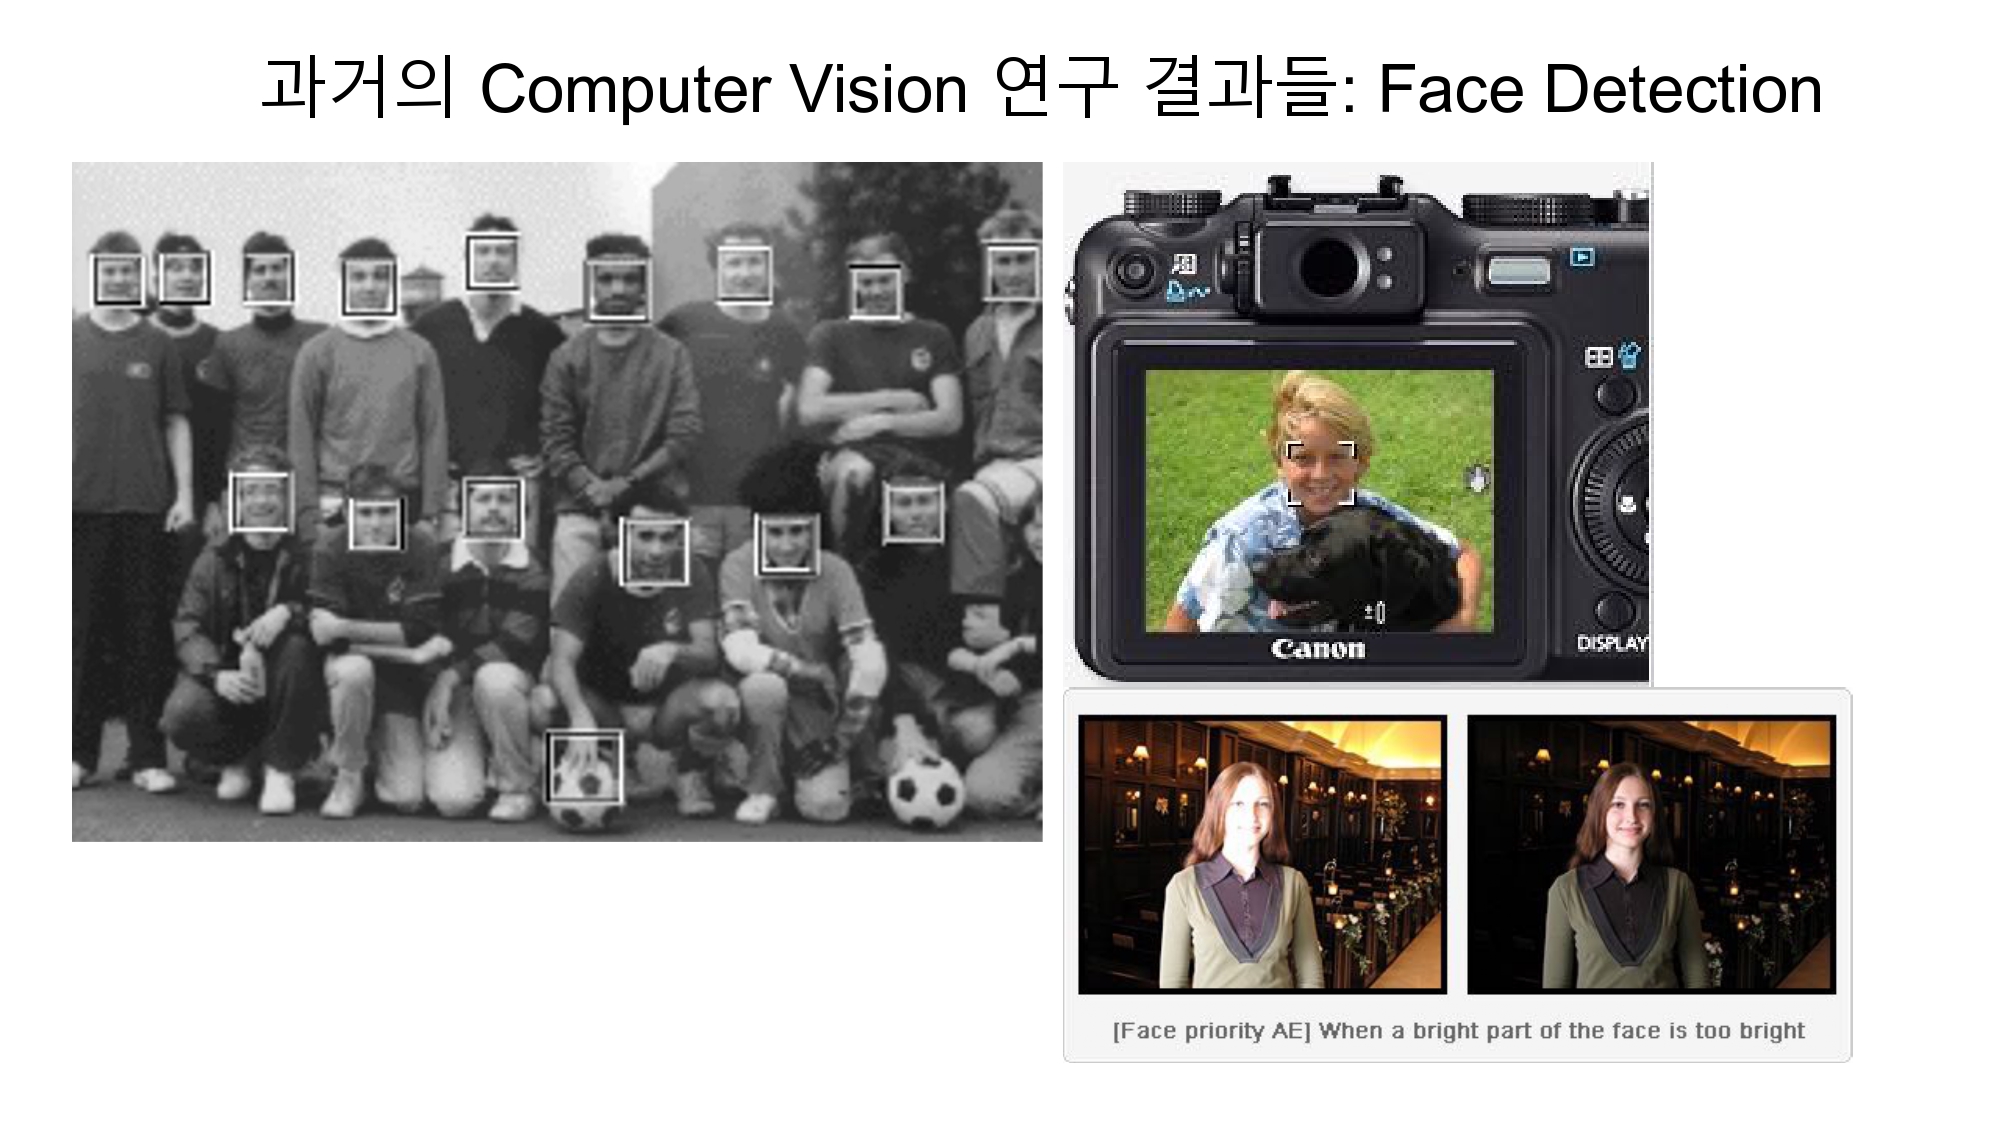 과거의 Computer Vision 연구 결과들: Face Detection
±0
Canon
DISPLAY
[Face priority AE] When a bright part of the face is too bright